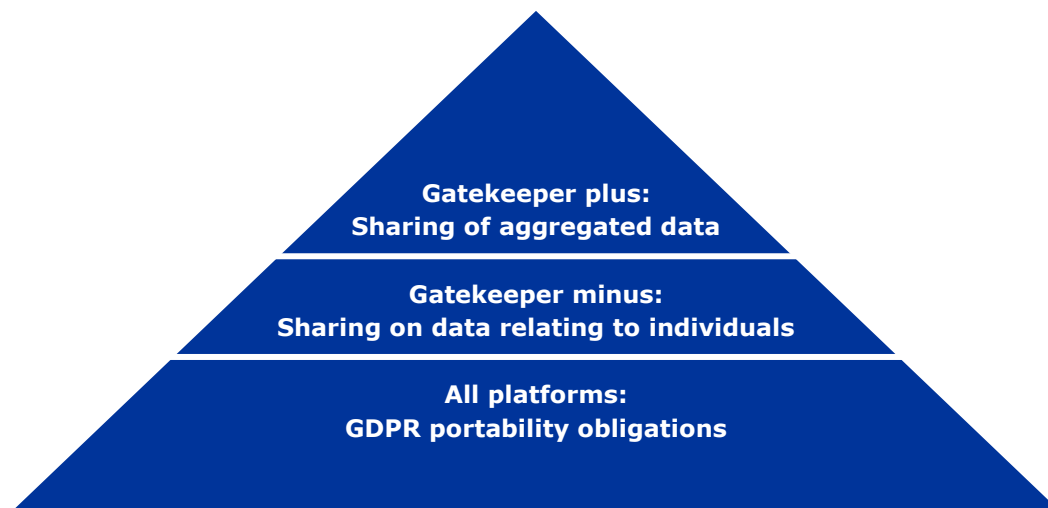 Gatekeeper plus:
Sharing of aggregated data
Gatekeeper minus:
Sharing on data relating to individuals
All platforms:
GDPR portability obligations